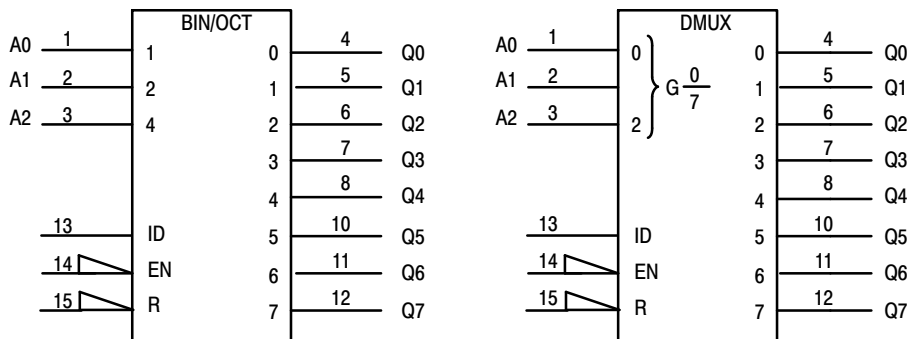 BIN/OCT
A0 1 1 0 4 Q0
A1 2 2 1 5 Q1
A2 3 4 2 6 Q2
3 7 Q3
4 8 Q4
13 ID 5 10 Q5
14 EN 6 11 Q6
15 R 7 12 Q7
DMUX
A0 1 0 0 4 Q0
A1 2 G 0/7 1 5 Q1
A2 3 2 2 6 Q2
3 7 Q3
4 8 Q4
13 ID 5 10 Q5
14 EN 6 11 Q6
15 R 7 12 Q7